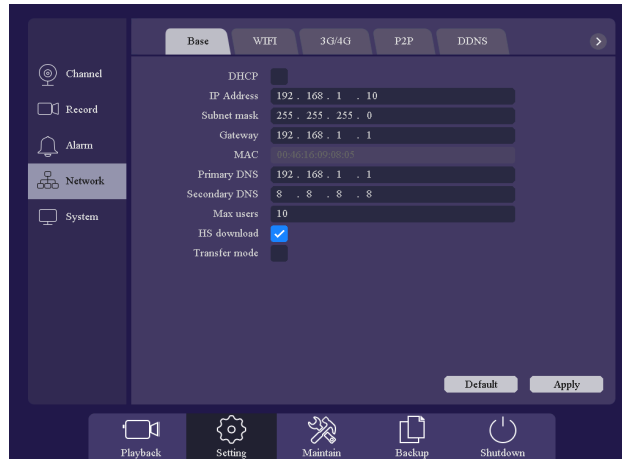 Base WIFI 3G/4G P2P DDNS
Channel
Record
Alarm
Network
System
DHCP
IP Address 192 . 168 . 1 . 10
Subnet mask 255 . 255 . 255 . 0
Gateway 192 . 168 . 1 . 1
MAC 00:46:16:09:08:05
Primary DNS 192 . 168 . 1 . 1
Secondary DNS 8 . 8 . 8 . 8
Max users 10
HS download
Transfer mode
Default Apply
Playback Setting Maintain Backup Shutdown